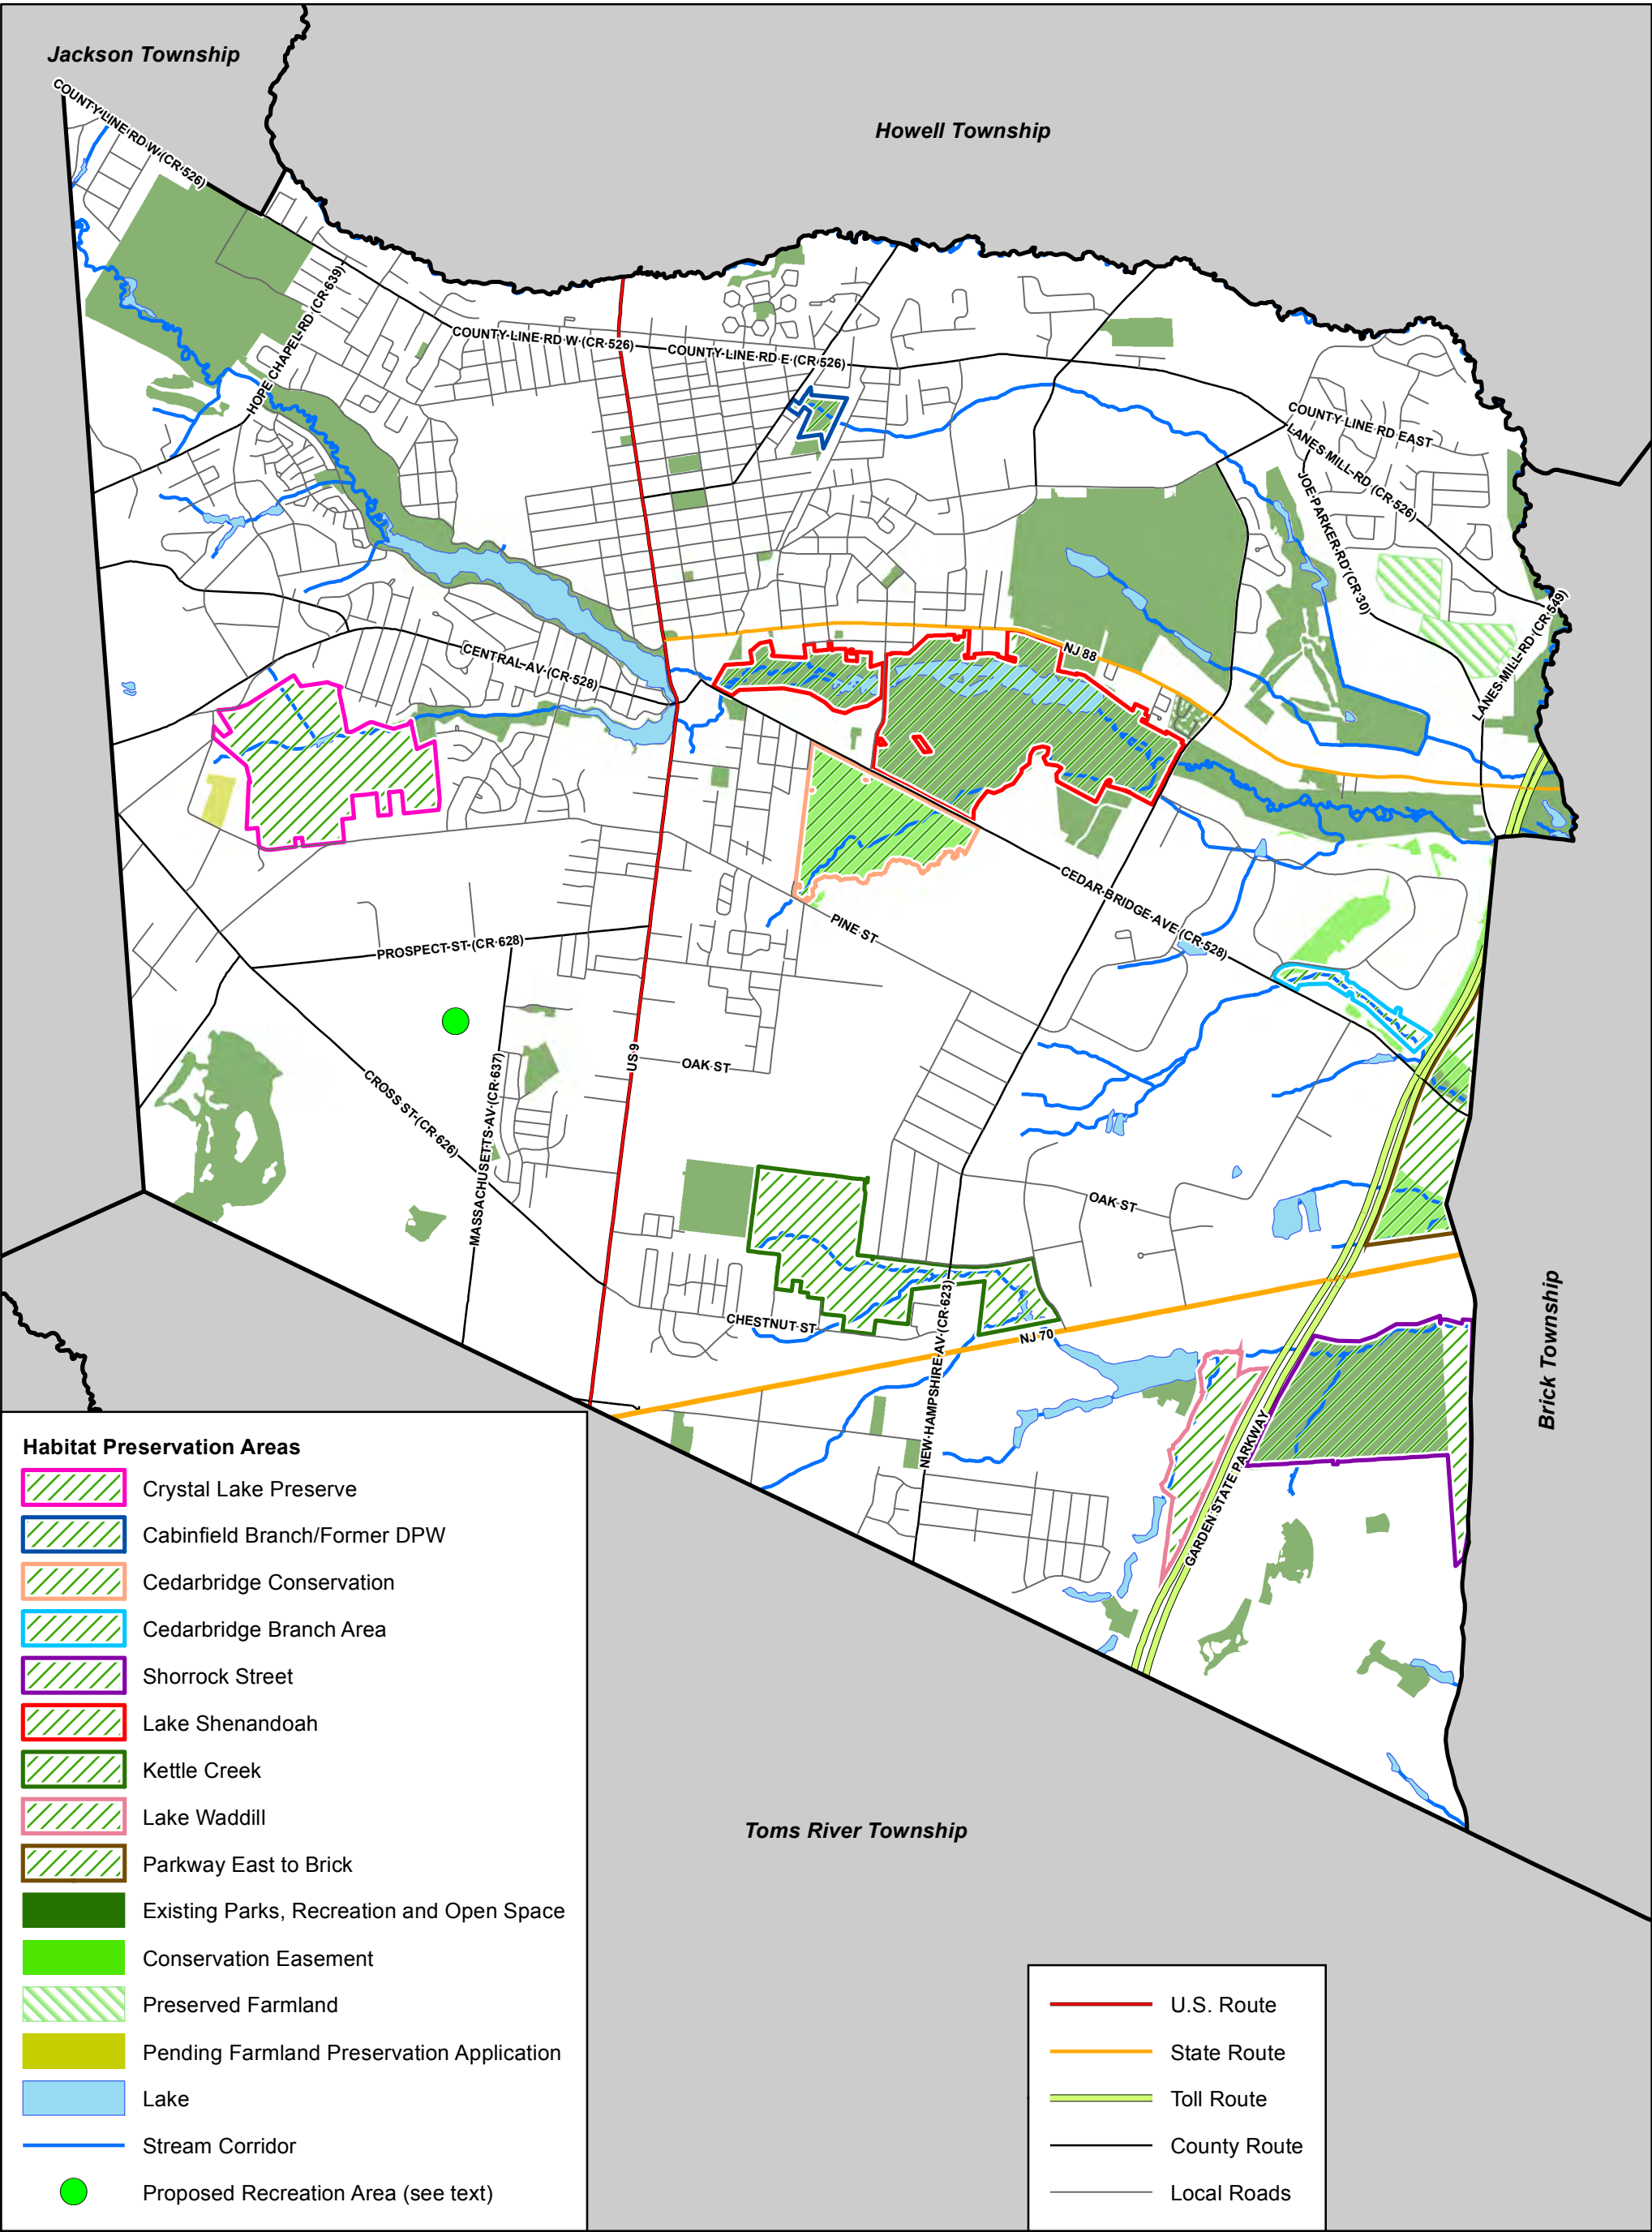 Jackson Township
Howell Township
COUNTY LINE RD W (CR 526)
HOPE CHAPEL RD (CR 639)
COUNTY LINE RD W (CR 526)
COUNTY LINE RD E (CR 526)
COUNTY LINE RD EAST
LANES MILL RD (CR 526)
JOE PARKER RD (CR 30)
LANES MILL RD (CR 549)
NJ 88
CENTRAL AV (CR 528)
CEDAR BRIDGE AVE (CR 528)
PINE ST
PROSPECT ST (CR 628)
US 9
OAK ST
CROSS ST (CR 626)
MASSACHUSETTS AV (CR 637)
OAK ST
CHESTNUT ST
NEW HAMPSHIRE AV (CR 623)
NJ 70
GARDEN STATE PARKWAY
Brick Township
Toms River Township
Habitat Preservation Areas
Crystal Lake Preserve
Cabinfield Branch/Former DPW
Cedarbridge Conservation
Cedarbridge Branch Area
Shorrock Street
Lake Shenandoah
Kettle Creek
Lake Waddill
Parkway East to Brick
Existing Parks, Recreation and Open Space
Conservation Easement
Preserved Farmland
Pending Farmland Preservation Application
Lake
Stream Corridor
Proposed Recreation Area (see text)
U.S. Route
State Route
Toll Route
County Route
Local Roads